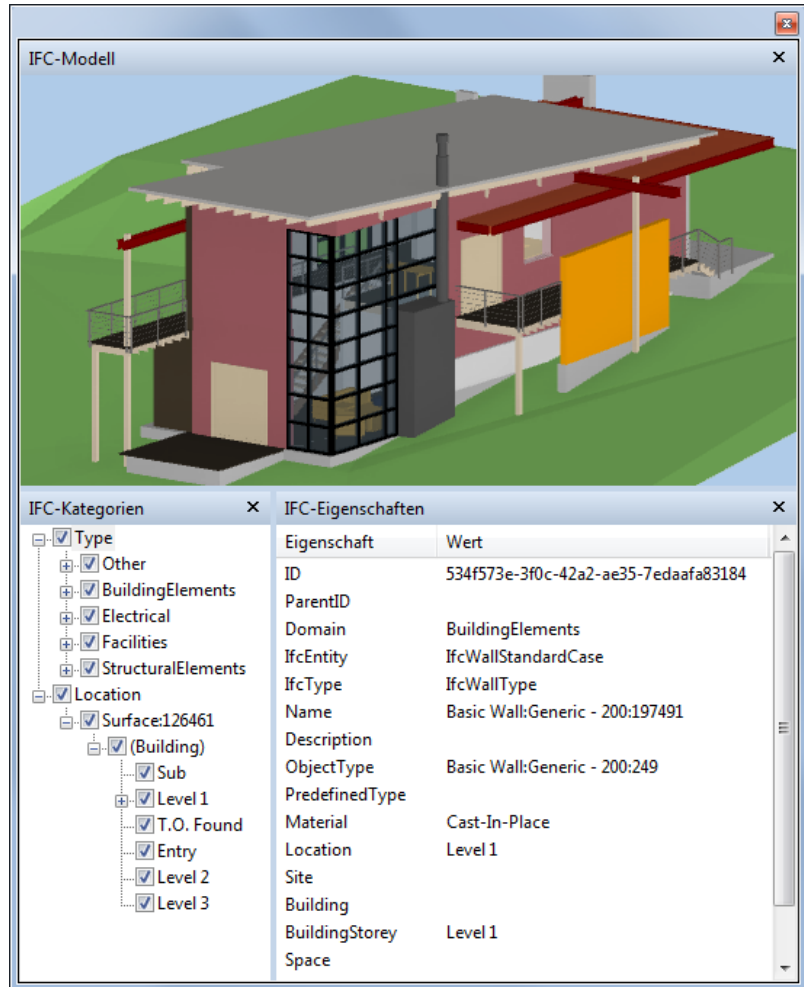 IFC-Modell
IFC-Kategorien
Type
Other
BuildingElements
Electrical
Facilities
StructuralElements
Location
Surface:126461
(Building)
Sub
Level 1
T.O. Found
Entry
Level 2
Level 3
IFC-Eigenschaften
Eigenschaft Wert
ID 534f573e-3f0c-42a2-ae35-7edaafa83184
ParentID
Domain BuildingElements
IfcEntity IfcWallStandardCase
IfcType IfcWallType
Name Basic Wall:Generic - 200:197491
Description
ObjectType Basic Wall:Generic - 200:249
PredefinedType
Material Cast-In-Place
Location Level 1
Site
Building
BuildingStorey Level 1
Space